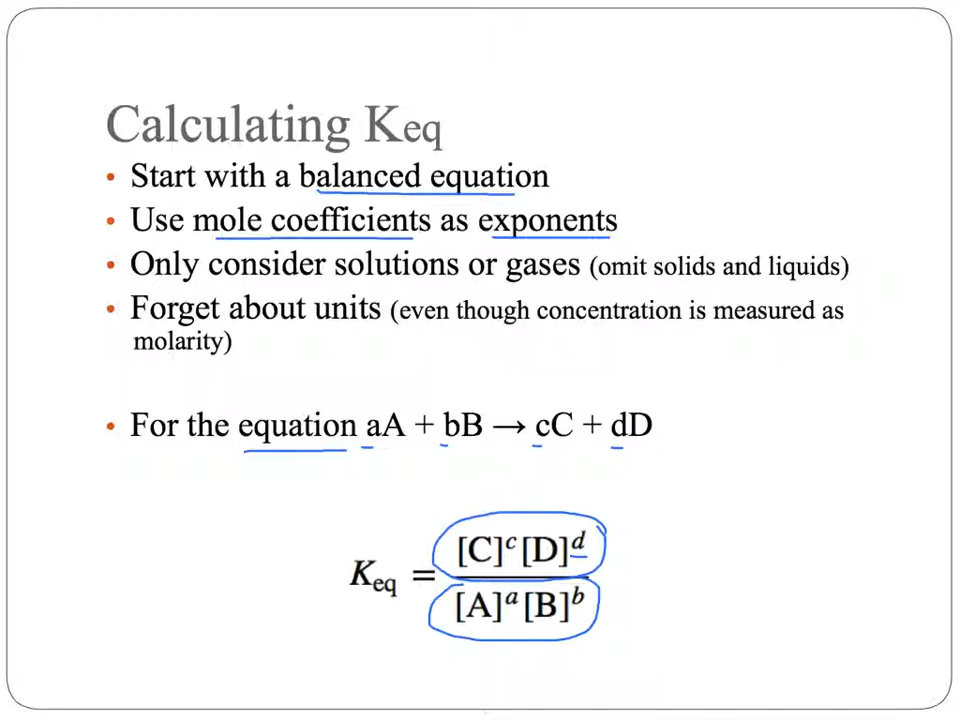 Calculating Keq
• Start with a balanced equation
• Use mole coefficients as exponents
• Only consider solutions or gases (omit solids and liquids)
• Forget about units (even though concentration is measured as
molarity)
• For the equation aA + bB → cC + dD
[C]ᶜ[D]ᵈ
K_eq =
[A]ᵃ[B]ᵇ